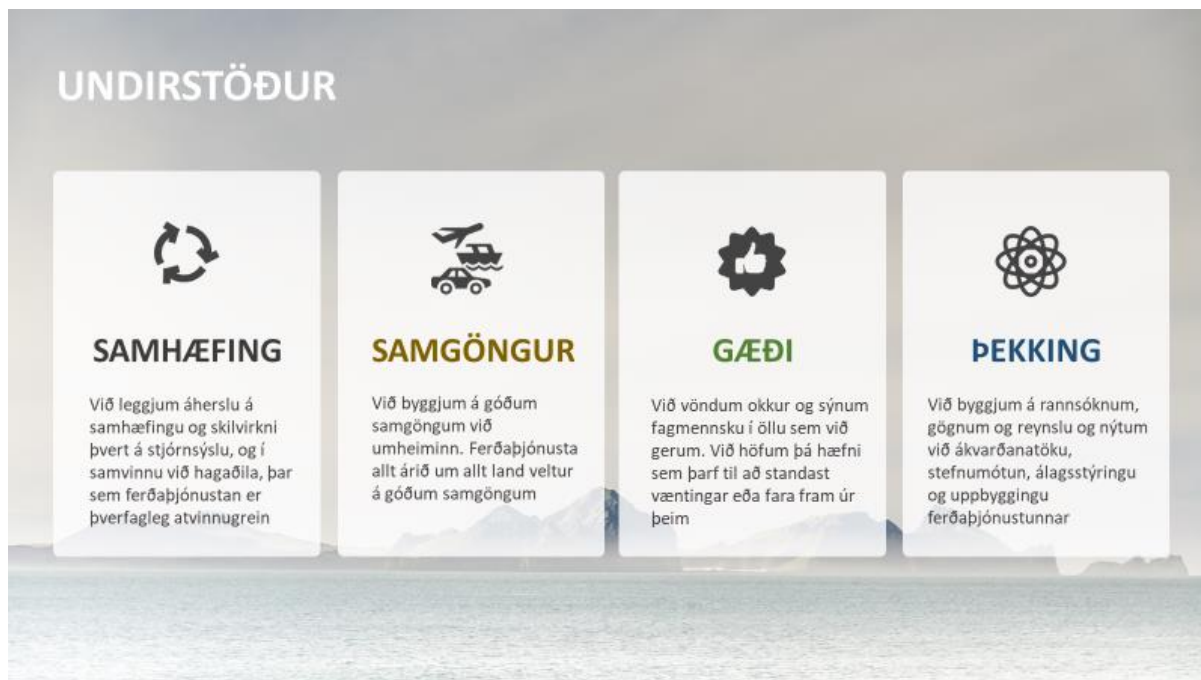 UNDIRSTÖÐUR
SAMHÆFING
Við leggjum áherslu á
samhæfingu og skilvirkni
þvert á stjórnsýslu, og í
samvinnu við hagaðila, þar
sem ferðaþjónustan er
þverfagleg atvinnugrein
SAMGÖNGUR
Við byggjum á góðum
samgöngum við
umheiminn. Ferðaþjónusta
allt árið um allt land veltur
á góðum samgöngum
GÆÐI
Við vöndum okkur og sýnum
fagmennsku í öllu sem við
gerum. Við höfum þá hæfni
sem þarf til að standast
væntingar eða fara fram úr
þeim
ÞEKKING
Við byggjum á rannsóknum,
gögnum og reynslu og nýtum
við ákvarðanatöku,
stefnumótun, álagsstýringu
og uppbyggingu
ferðaþjónustunnar